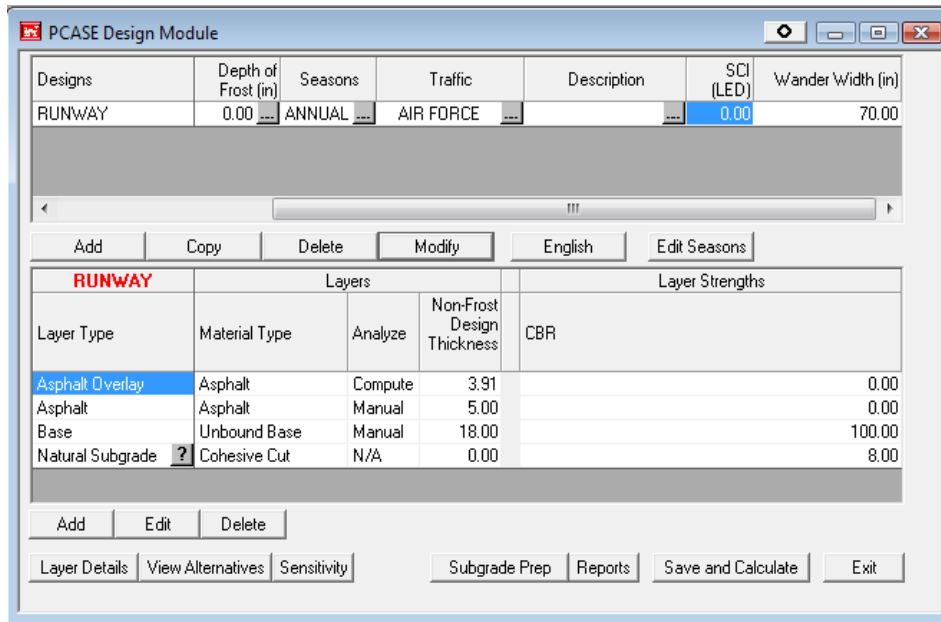 PCASE Design Module
Designs Depth of Frost (in) Seasons Traffic Description SCI (LED) Wander Width (in)
RUNWAY 0.00 ... ANNUAL ... AIR FORCE ... ... 0.00 70.00
Add Copy Delete Modify English Edit Seasons
RUNWAY Layers Layer Strengths
Layer Type Material Type Analyze Non-Frost Design Thickness CBR
Asphalt Overlay Asphalt Compute 3.91 0.00
Asphalt Asphalt Manual 5.00 0.00
Base Unbound Base Manual 18.00 100.00
Natural Subgrade ? Cohesive Cut N/A 0.00 8.00
Add Edit Delete
Layer Details View Alternatives Sensitivity Subgrade Prep Reports Save and Calculate Exit